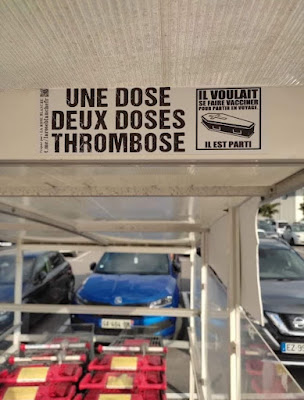 UNE DOSE
DEUX DOSES
THROMBOSE
IL VOULAIT
SE FAIRE VACCINER
POUR PARTIR EN VOYAGE
IL EST PARTI